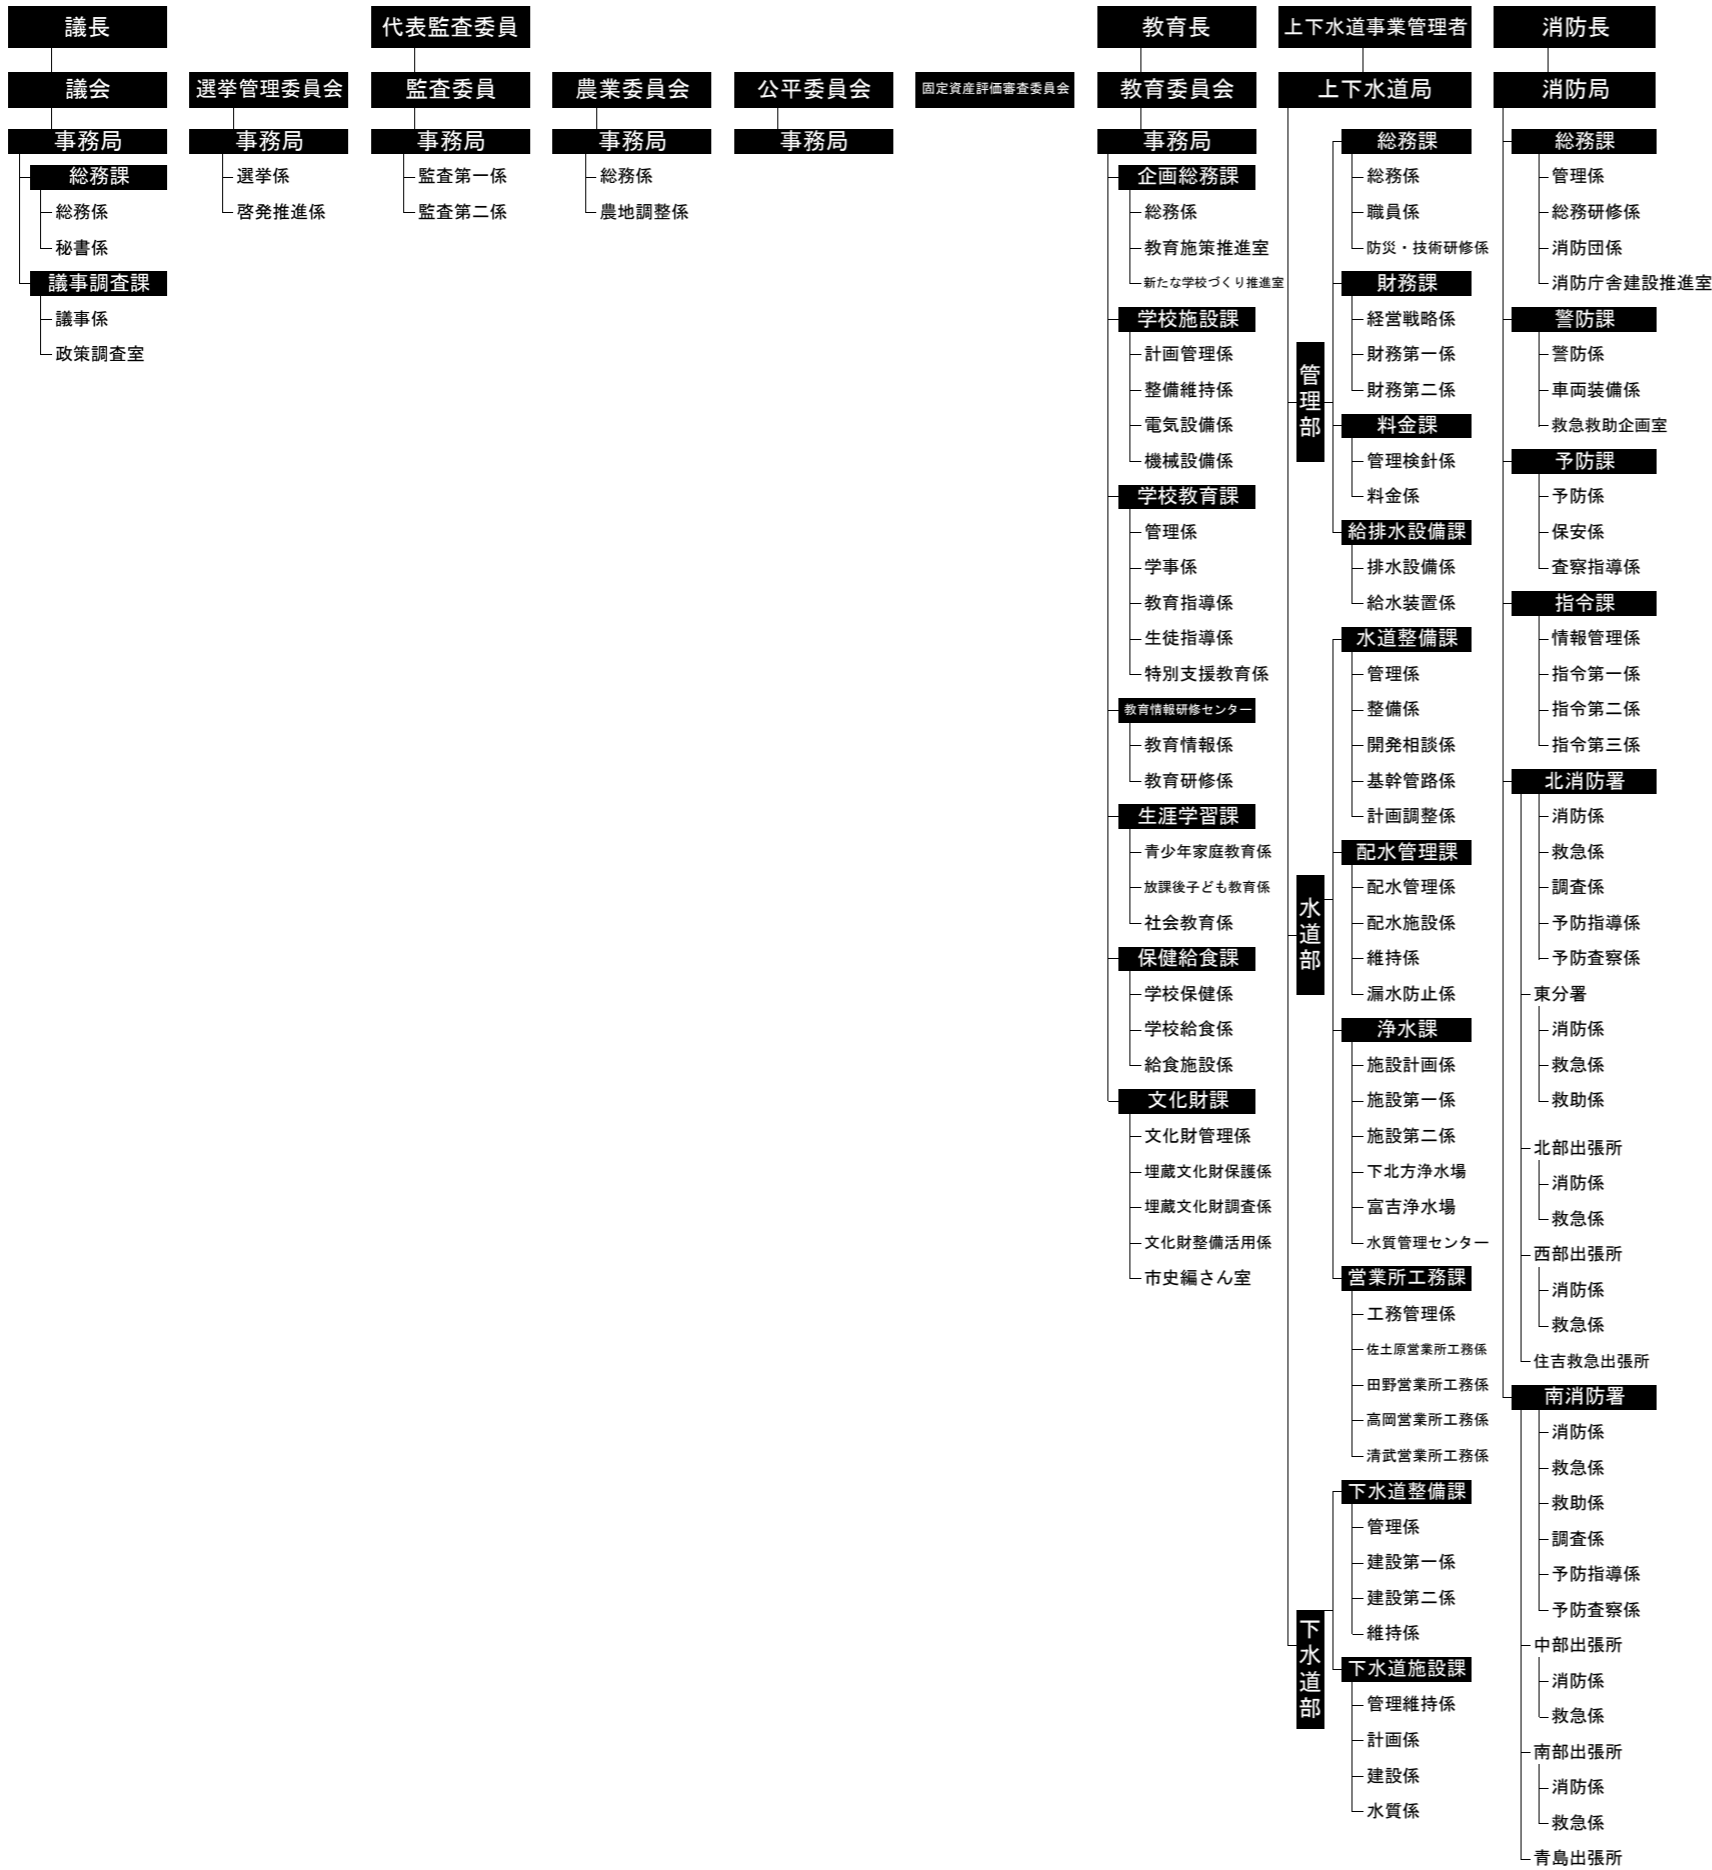 議長
議会
事務局
総務課
総務係
秘書係
議事調査課
議事係
政策調査室
選挙管理委員会
事務局
選挙係
啓発推進係
代表監査委員
監査委員
事務局
監査第一係
監査第二係
農業委員会
事務局
総務係
農地調整係
公平委員会
事務局
固定資産評価審査委員会
教育長
教育委員会
事務局
企画総務課
総務係
教育施策推進室
新たな学校づくり推進室
学校施設課
計画管理係
整備維持係
電気設備係
機械設備係
学校教育課
管理係
学事係
教育指導係
生徒指導係
特別支援教育係
教育情報研修センター
教育情報係
教育研修係
生涯学習課
青少年家庭教育係
放課後子ども教育係
社会教育係
保健給食課
学校保健係
学校給食係
給食施設係
文化財課
文化財管理係
埋蔵文化財保護係
埋蔵文化財調査係
文化財整備活用係
市史編さん室
上下水道事業管理者
上下水道局
管理部
総務課
総務係
職員係
防災・技術研修係
財務課
経営戦略係
財務第一係
財務第二係
料金課
管理検針係
料金係
給排水設備課
排水設備係
給水装置係
水道部
水道整備課
管理係
整備係
開発相談係
基幹管路係
計画調整係
配水管理課
配水管理係
配水施設係
維持係
漏水防止係
浄水課
施設計画係
施設第一係
施設第二係
下北方浄水場
富吉浄水場
水質管理センター
営業所工務課
工務管理係
佐土原営業所工務係
田野営業所工務係
高岡営業所工務係
清武営業所工務係
下水道部
下水道整備課
管理係
建設第一係
建設第二係
維持係
下水道施設課
管理維持係
計画係
建設係
水質係
消防長
消防局
総務課
管理係
総務研修係
消防団係
消防庁舎建設推進室
警防課
警防係
車両装備係
救急救助企画室
予防課
予防係
保安係
査察指導係
指令課
情報管理係
指令第一係
指令第二係
指令第三係
北消防署
消防係
救急係
調査係
予防指導係
予防査察係
東分署
消防係
救急係
救助係
北部出張所
消防係
救急係
西部出張所
消防係
救急係
住吉救急出張所
南消防署
消防係
救急係
救助係
調査係
予防指導係
予防査察係
中部出張所
消防係
救急係
南部出張所
消防係
救急係
青島出張所